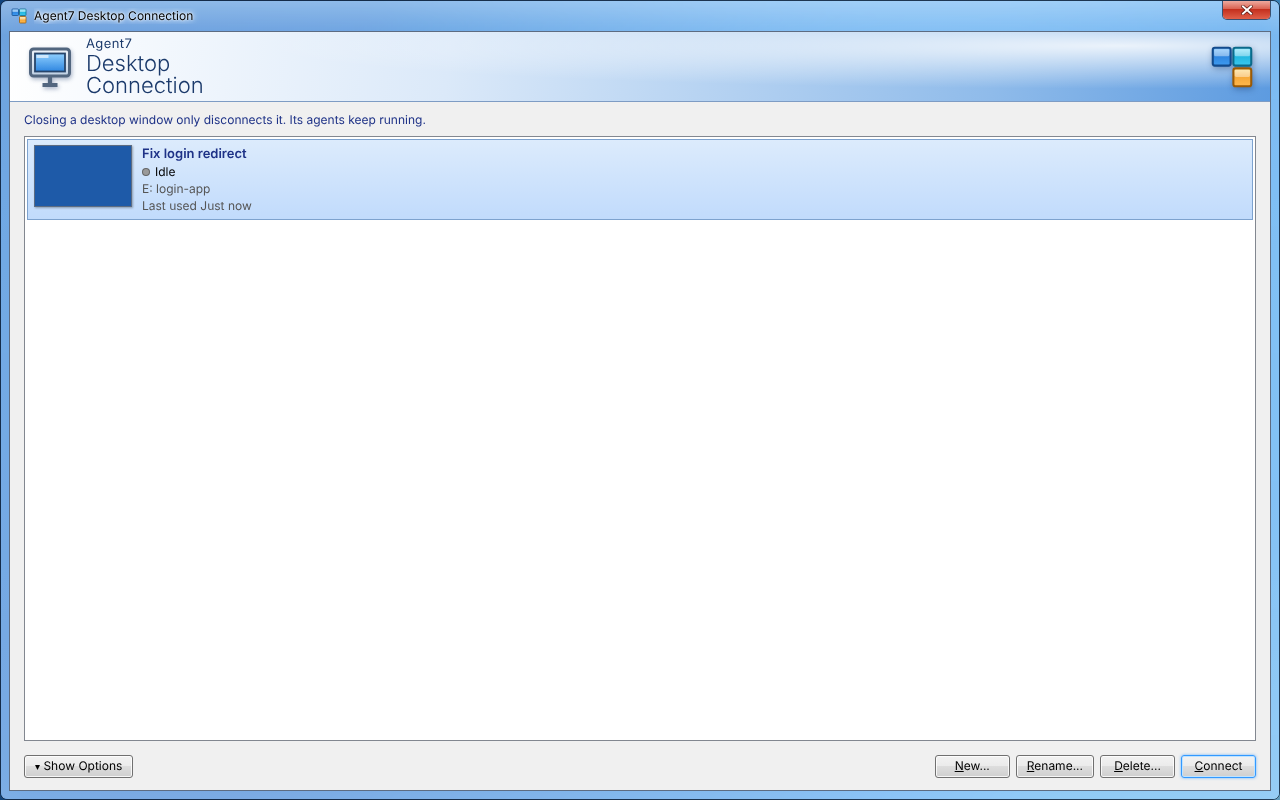 Agent7 Desktop Connection
Agent7
Desktop
Connection
Closing a desktop window only disconnects it. Its agents keep running.
Fix login redirect
Idle
E: login-app
Last used Just now
▾ Show Options
New...
Rename...
Delete...
Connect